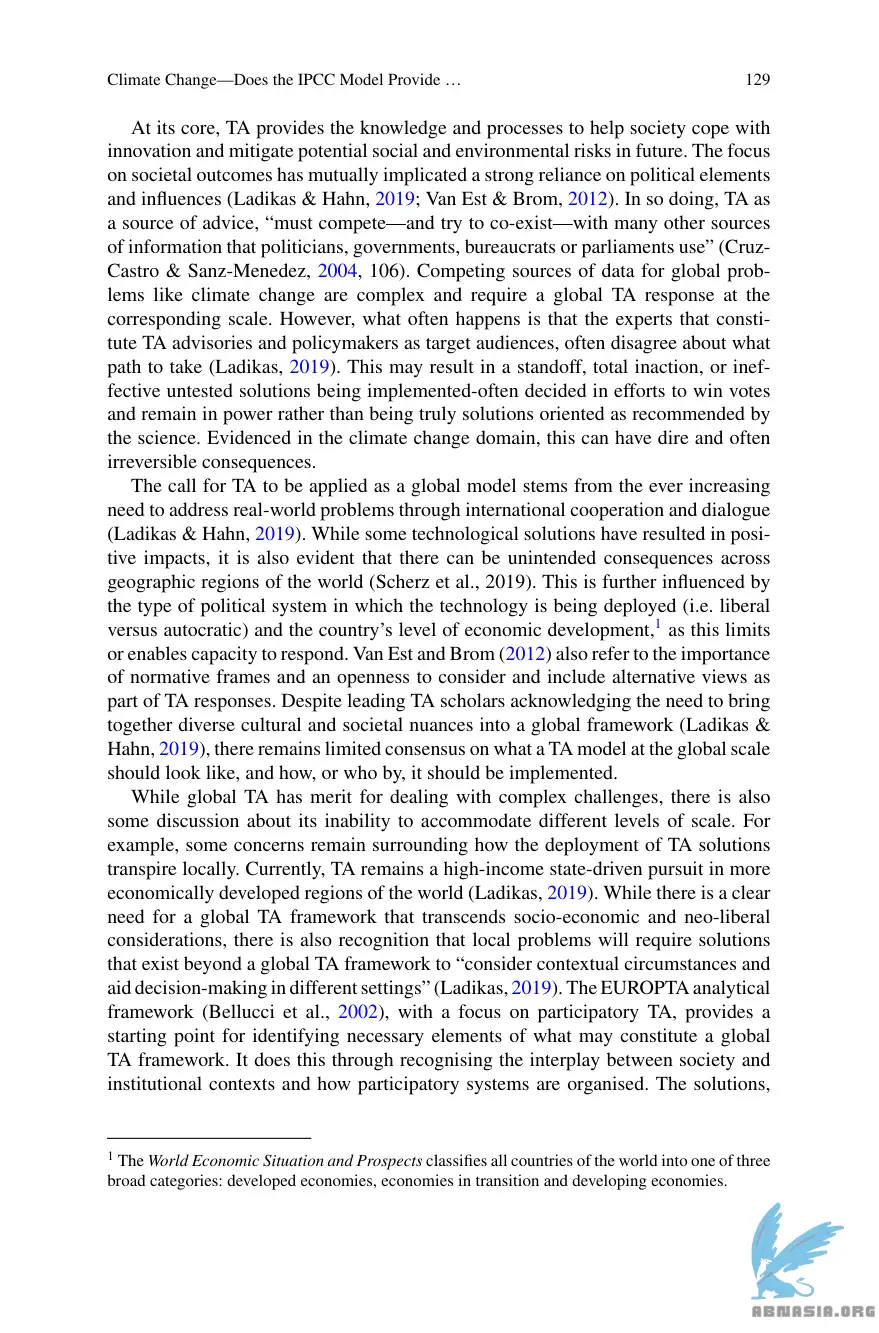 Climate Change—Does the IPCC Model Provide … 129
At its core, TA provides the knowledge and processes to help society cope with
innovation and mitigate potential social and environmental risks in future. The focus
on societal outcomes has mutually implicated a strong reliance on political elements
and influences (Ladikas & Hahn, 2019; Van Est & Brom, 2012). In so doing, TA as
a source of advice, “must compete—and try to co-exist—with many other sources
of information that politicians, governments, bureaucrats or parliaments use” (Cruz-
Castro & Sanz-Menedez, 2004, 106). Competing sources of data for global prob-
lems like climate change are complex and require a global TA response at the
corresponding scale. However, what often happens is that the experts that consti-
tute TA advisories and policymakers as target audiences, often disagree about what
path to take (Ladikas, 2019). This may result in a standoff, total inaction, or inef-
fective untested solutions being implemented-often decided in efforts to win votes
and remain in power rather than being truly solutions oriented as recommended by
the science. Evidenced in the climate change domain, this can have dire and often
irreversible consequences.
The call for TA to be applied as a global model stems from the ever increasing
need to address real-world problems through international cooperation and dialogue
(Ladikas & Hahn, 2019). While some technological solutions have resulted in posi-
tive impacts, it is also evident that there can be unintended consequences across
geographic regions of the world (Scherz et al., 2019). This is further influenced by
the type of political system in which the technology is being deployed (i.e. liberal
versus autocratic) and the country’s level of economic development,1 as this limits
or enables capacity to respond. Van Est and Brom (2012) also refer to the importance
of normative frames and an openness to consider and include alternative views as
part of TA responses. Despite leading TA scholars acknowledging the need to bring
together diverse cultural and societal nuances into a global framework (Ladikas &
Hahn, 2019), there remains limited consensus on what a TA model at the global scale
should look like, and how, or who by, it should be implemented.
While global TA has merit for dealing with complex challenges, there is also
some discussion about its inability to accommodate different levels of scale. For
example, some concerns remain surrounding how the deployment of TA solutions
transpire locally. Currently, TA remains a high-income state-driven pursuit in more
economically developed regions of the world (Ladikas, 2019). While there is a clear
need for a global TA framework that transcends socio-economic and neo-liberal
considerations, there is also recognition that local problems will require solutions
that exist beyond a global TA framework to “consider contextual circumstances and
aid decision-making in different settings” (Ladikas, 2019). The EUROPTA analytical
framework (Bellucci et al., 2002), with a focus on participatory TA, provides a
starting point for identifying necessary elements of what may constitute a global
TA framework. It does this through recognising the interplay between society and
institutional contexts and how participatory systems are organised. The solutions,
1 The World Economic Situation and Prospects classifies all countries of the world into one of three
broad categories: developed economies, economies in transition and developing economies.
ABNASIA.ORG